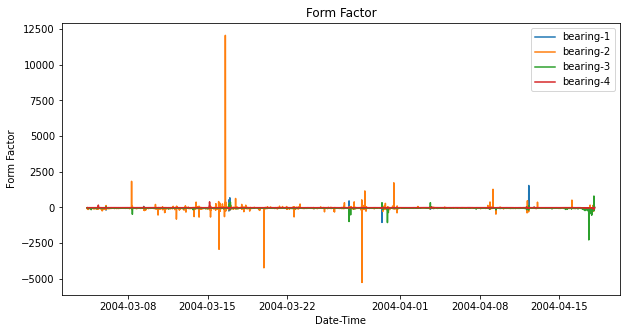 Form Factor
12500
10000
7500
5000
2500
0
−2500
−5000
Form Factor
bearing-1
bearing-2
bearing-3
bearing-4
2004-03-08
2004-03-15
2004-03-22
2004-04-01
2004-04-08
2004-04-15
Date-Time